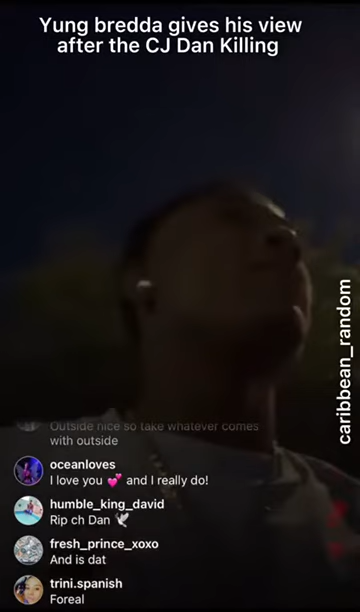 Yung bredda gives his view
after the CJ Dan Killing
caribbean_random
Outside nice so take whatever comes
with outside
oceanloves
I love you 💕 and I really do!
humble_king_david
Rip ch Dan 🕊️
fresh_prince_xoxo
And is dat
trini.spanish
Foreal